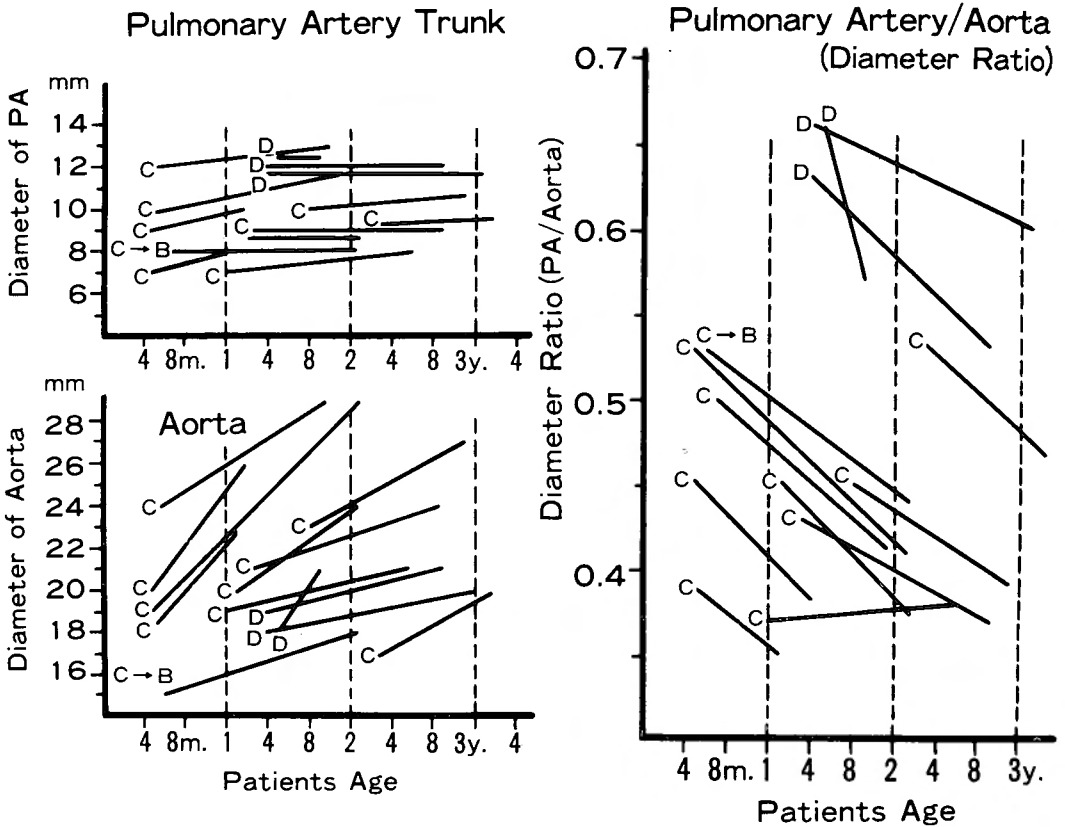 Pulmonary Artery Trunk
mm
Diameter of PA
14
12
10
8
6
C
C
C
C → B
C
C
D
D
D
C
C
C
4 8m. 1 4 8 2 4 8 3y. 4
mm
Aorta
Diameter of Aorta
28
26
24
22
20
18
16
C
C
C
C
C → B
C
C
C
C
D
D
D
C
4 8m. 1 4 8 2 4 8 3y. 4
Patients Age
Pulmonary Artery/Aorta
(Diameter Ratio)
Diameter Ratio (PA/Aorta)
0.7
0.6
0.5
0.4
D D
D
C
C C → B
C
C
C
C
C
C
C
4 8m. 1 4 8 2 4 8 3y.
Patients Age